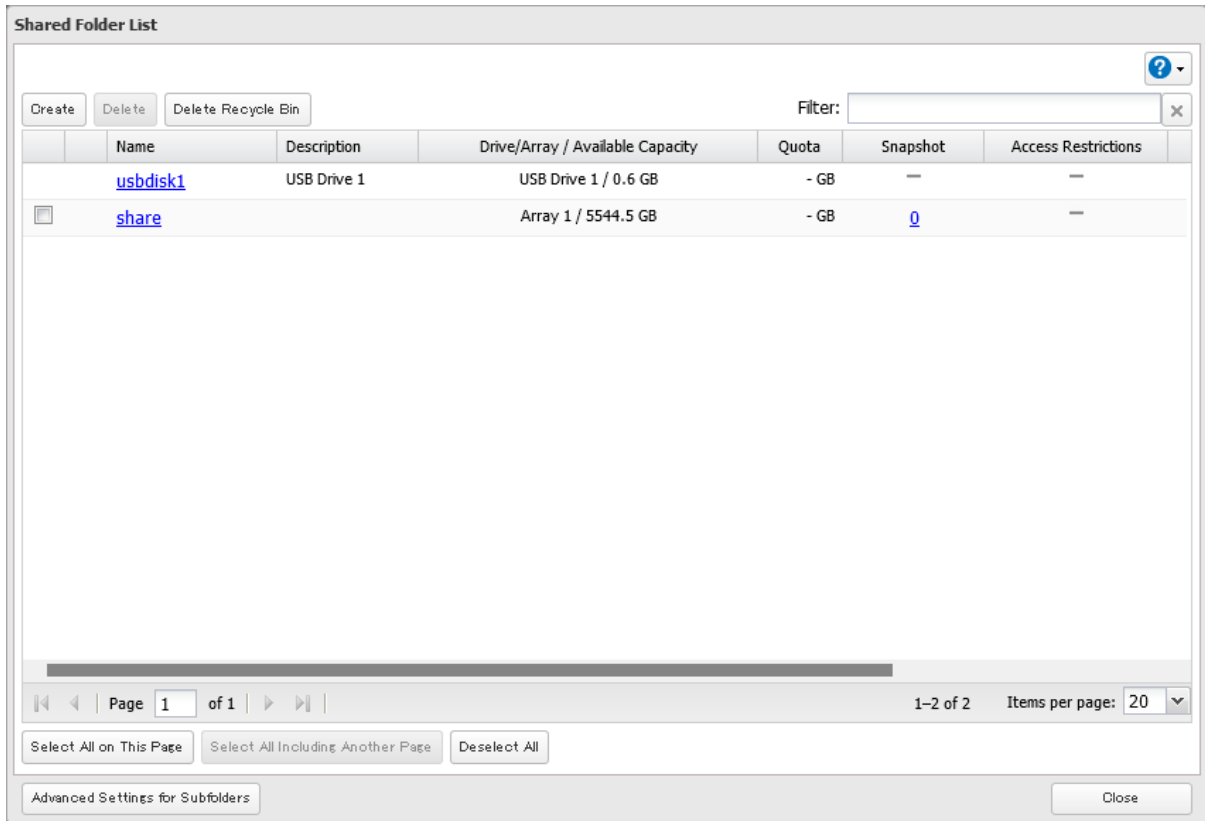 Shared Folder List
?
Create Delete Delete Recycle Bin Filter:
Name Description Drive/Array / Available Capacity Quota Snapshot Access Restrictions
usbdisk1 USB Drive 1 USB Drive 1 / 0.6 GB - GB — —
share Array 1 / 5544.5 GB - GB 0 —
Page 1 of 1 1–2 of 2 Items per page: 20
Select All on This Page Select All Including Another Page Deselect All
Advanced Settings for Subfolders Close